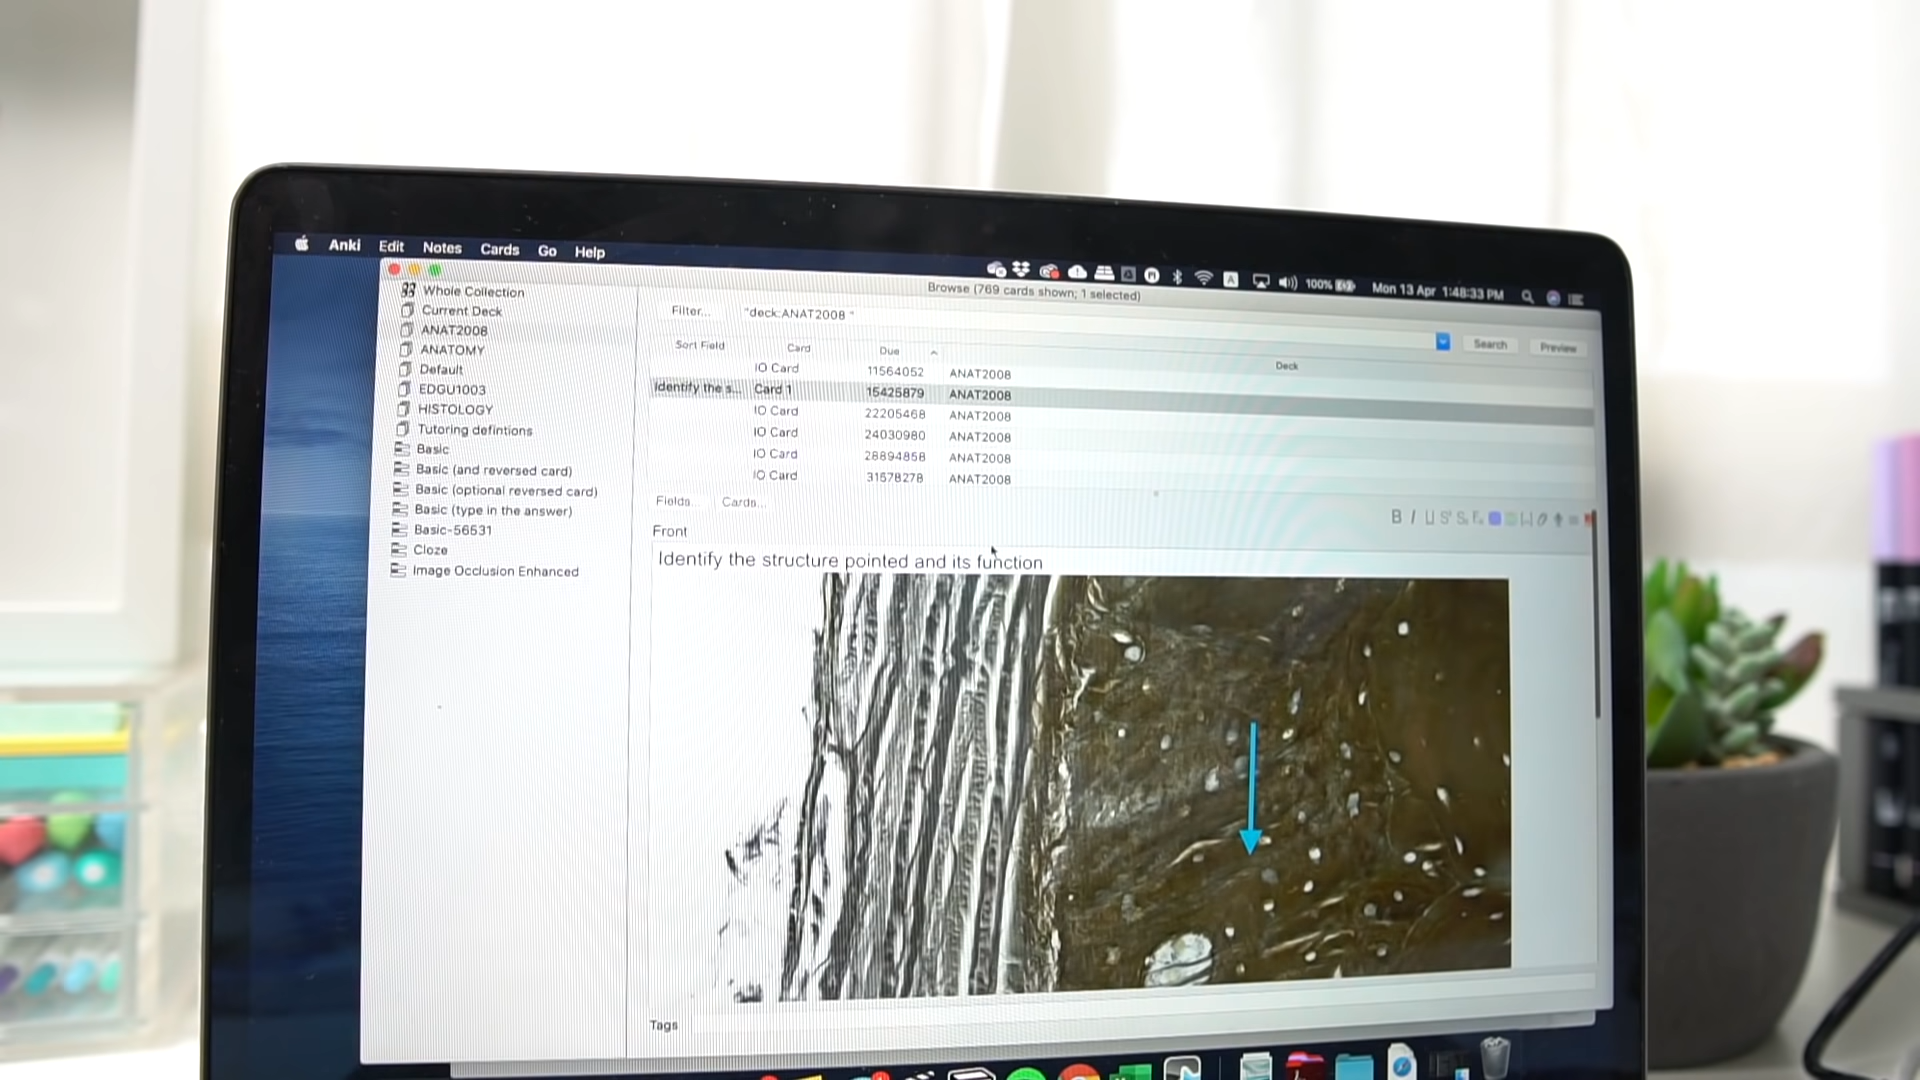 Anki Edit Notes Cards Go Help
100% Mon 13 Apr 1:48:33 PM
Browse (769 cards shown; 1 selected)
Whole Collection
Current Deck
ANAT2008
ANATOMY
Default
EDGU1003
HISTOLOGY
Tutoring defintions
Basic
Basic (and reversed card)
Basic (optional reversed card)
Basic (type in the answer)
Basic-56531
Cloze
Image Occlusion Enhanced
Filter... "deck:ANAT2008 "
Search Preview
Sort Field Card Due Deck
IO Card 11564052 ANAT2008
Identify the s... Card 1 15425879 ANAT2008
IO Card 22205468 ANAT2008
IO Card 24030980 ANAT2008
IO Card 28894858 ANAT2008
IO Card 31578278 ANAT2008
Fields... Cards...
B I U
Front
Identify the structure pointed and its function
Tags